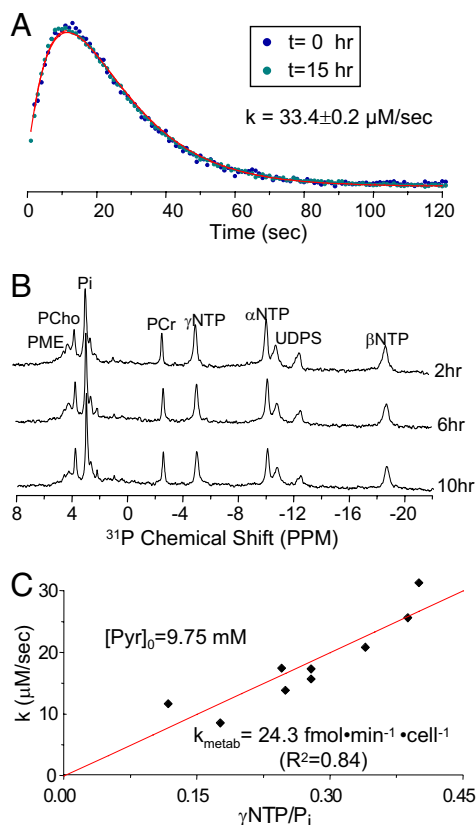 A
t= 0 hr
t=15 hr
k = 33.4±0.2 µM/sec
0 20 40 60 80 100 120
Time (sec)
B
Pi
PCho
PME
PCr
γNTP
αNTP
UDPS
βNTP
2hr
6hr
10hr
8 4 0 -4 -8 -12 -16 -20
³¹P Chemical Shift (PPM)
C
30
20
10
0
k (µM/sec)
[Pyr]₀=9.75 mM
k_metab = 24.3 fmol•min⁻¹ •cell⁻¹
(R²=0.84)
0.00 0.15 0.30 0.45
γNTP/Pᵢ